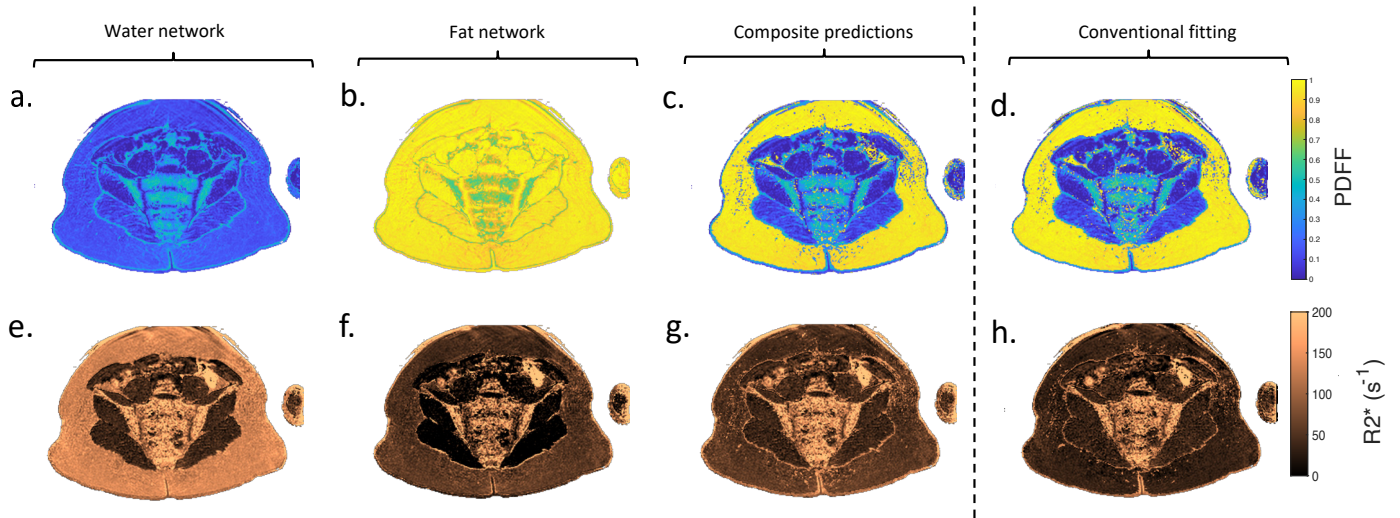 Water network
Fat network
Composite predictions
Conventional fitting
a.
b.
c.
d.
1
0.9
0.8
0.7
0.6
0.5
0.4
0.3
0.2
0.1
0
PDFF
e.
f.
g.
h.
200
150
100
50
0
R2* (s⁻¹)